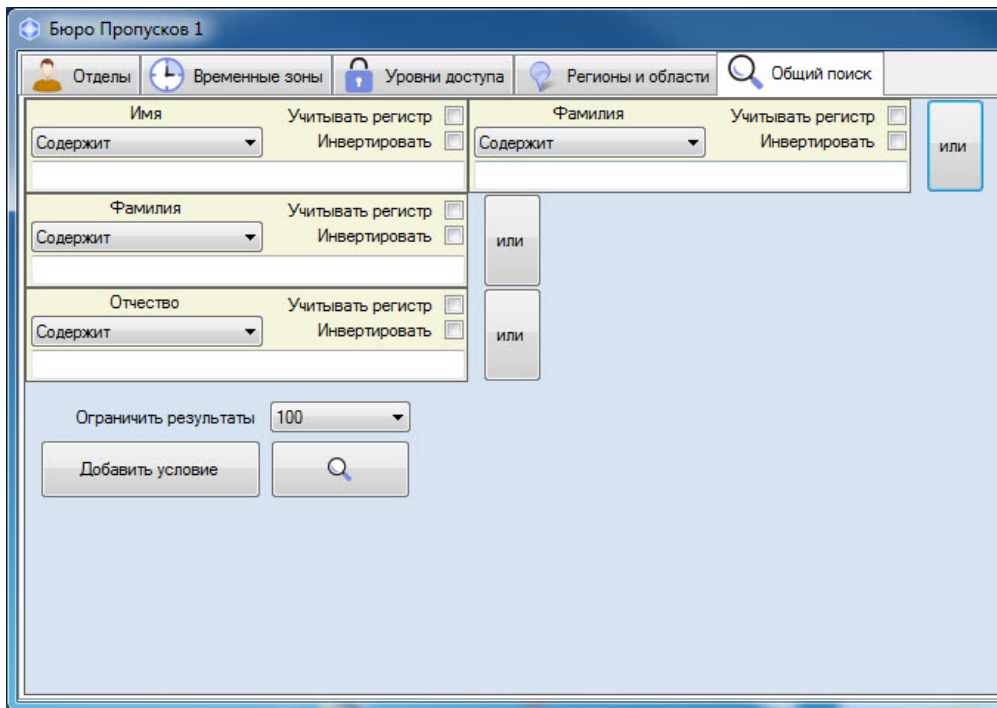 Бюро Пропусков 1
Отделы Временные зоны Уровни доступа Регионы и области Общий поиск
Имя Учитывать регистр Фамилия Учитывать регистр
Содержит Инвертировать Содержит Инвертировать или
Фамилия Учитывать регистр
Содержит Инвертировать или
Отчество Учитывать регистр
Содержит Инвертировать или
Ограничить результаты 100
Добавить условие